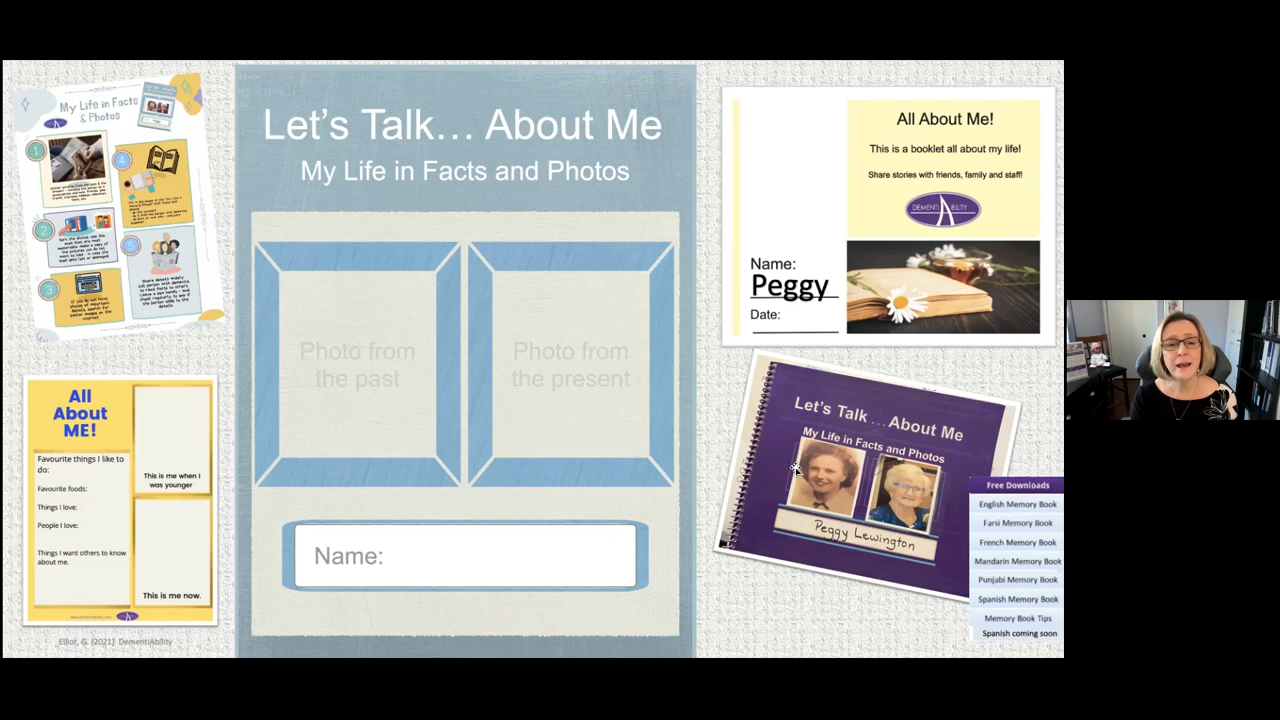 My Life in Facts
& Photos
1
2
3
4
5
All
About
ME!
Favourite things I like to
do:
Favourite foods:
Things I love:
People I love:
Things I want others to know
about me.
This is me when I
was younger
This is me now.
Elliot, G. (2021) DementiAbility
Let's Talk... About Me
My Life in Facts and Photos
Photo from
the past
Photo from
the present
Name:
All About Me!
This is a booklet all about my life!
Share stories with friends, family and staff!
DEMENTIABILITY
Name:
Peggy
Date:
Let's Talk ... About Me
My Life in Facts and Photos
Peggy Lewington
Free Downloads
English Memory Book
Farsi Memory Book
French Memory Book
Mandarin Memory Book
Punjabi Memory Book
Spanish Memory Book
Memory Book Tips
Spanish coming soon